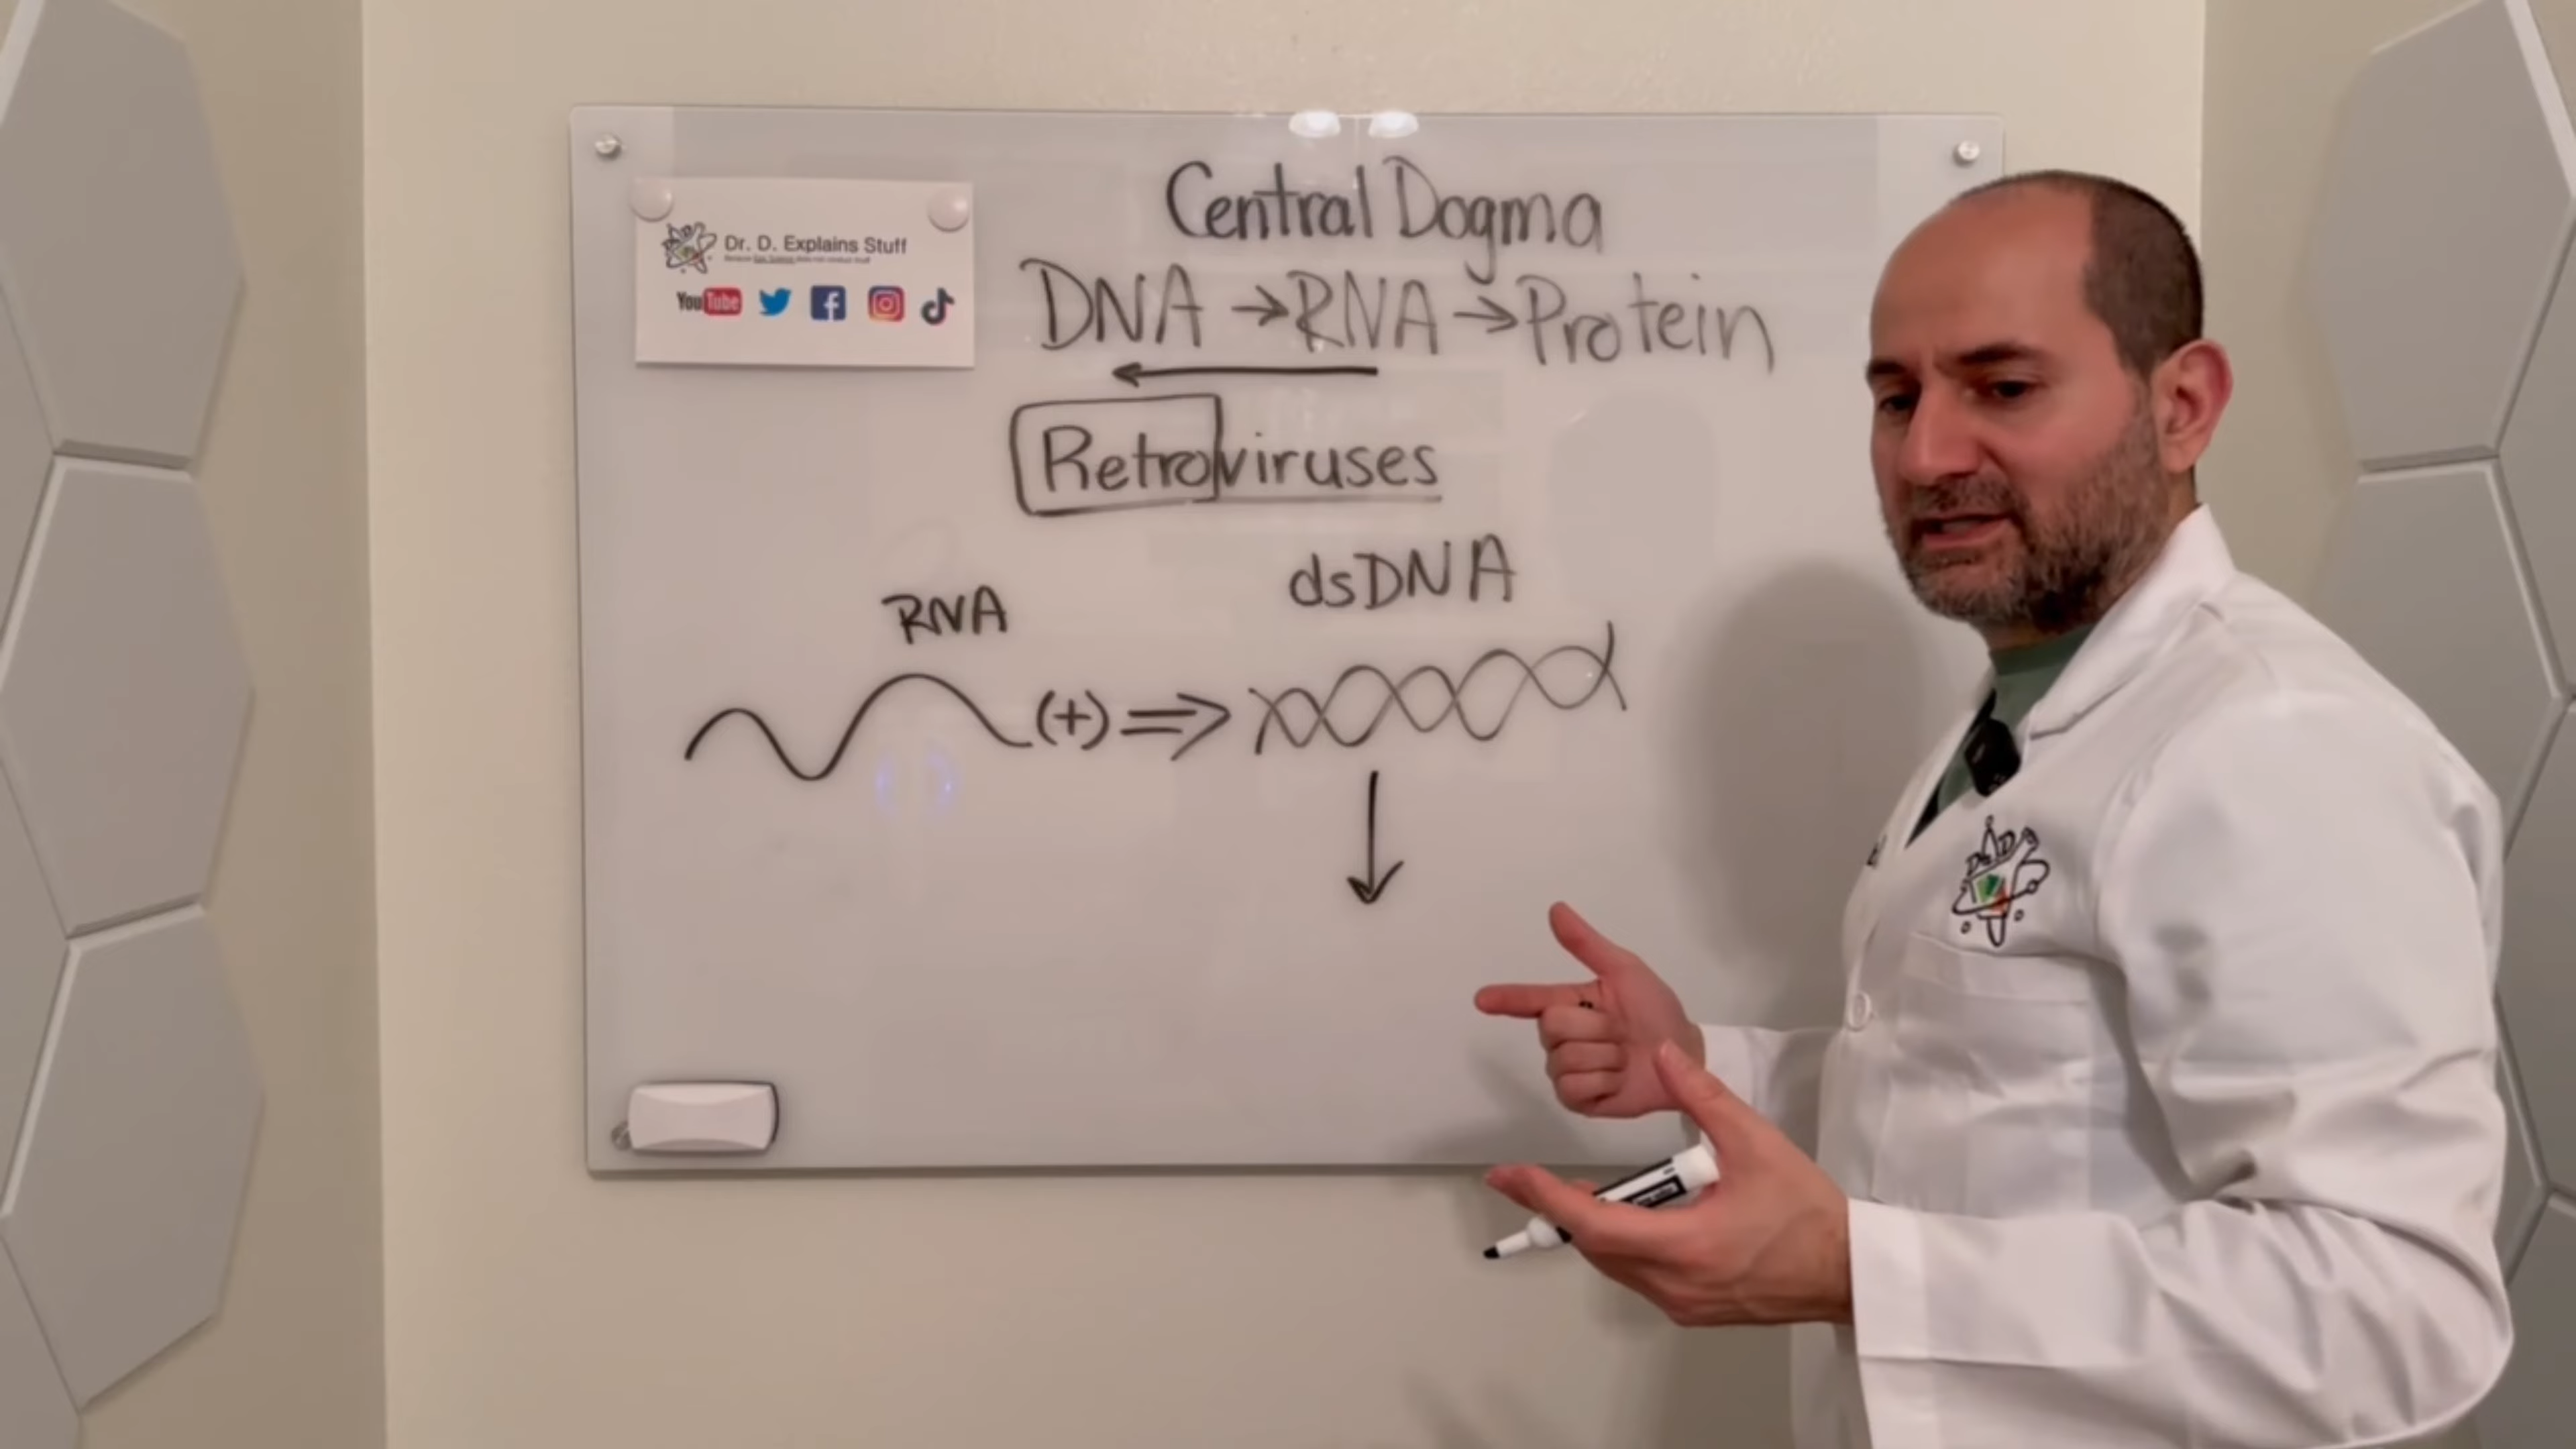 Central Dogma
Dr. D. Explains Stuff
YouTube
DNA → RNA → Protein
←
Retroviruses
RNA
dsDNA
(+) ⇒
↓